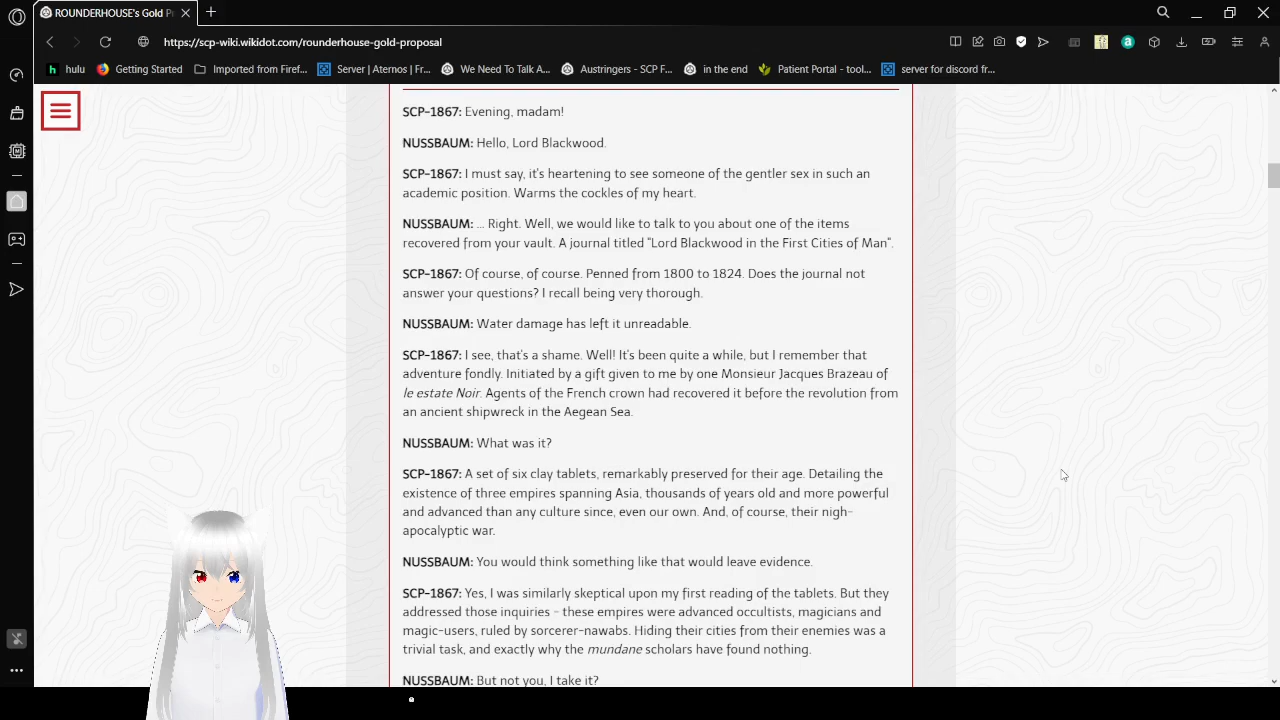 ROUNDERHOUSE's Gold P
https://scp-wiki.wikidot.com/rounderhouse-gold-proposal
hulu
Getting Started
Imported from Firef...
Server | Aternos | Fr...
We Need To Talk A...
Austringers - SCP F...
in the end
Patient Portal - tool...
server for discord fr...
SCP-1867: Evening, madam!
NUSSBAUM: Hello, Lord Blackwood.
SCP-1867: I must say, it's heartening to see someone of the gentler sex in such an
academic position. Warms the cockles of my heart.
NUSSBAUM: ... Right. Well, we would like to talk to you about one of the items
recovered from your vault. A journal titled "Lord Blackwood in the First Cities of Man".
SCP-1867: Of course, of course. Penned from 1800 to 1824. Does the journal not
answer your questions? I recall being very thorough.
NUSSBAUM: Water damage has left it unreadable.
SCP-1867: I see, that's a shame. Well! It's been quite a while, but I remember that
adventure fondly. Initiated by a gift given to me by one Monsieur Jacques Brazeau of
le estate Noir. Agents of the French crown had recovered it before the revolution from
an ancient shipwreck in the Aegean Sea.
NUSSBAUM: What was it?
SCP-1867: A set of six clay tablets, remarkably preserved for their age. Detailing the
existence of three empires spanning Asia, thousands of years old and more powerful
and advanced than any culture since, even our own. And, of course, their nigh-
apocalyptic war.
NUSSBAUM: You would think something like that would leave evidence.
SCP-1867: Yes, I was similarly skeptical upon my first reading of the tablets. But they
addressed those inquiries - these empires were advanced occultists, magicians and
magic-users, ruled by sorcerer-nawabs. Hiding their cities from their enemies was a
trivial task, and exactly why the mundane scholars have found nothing.
NUSSBAUM: But not you, I take it?